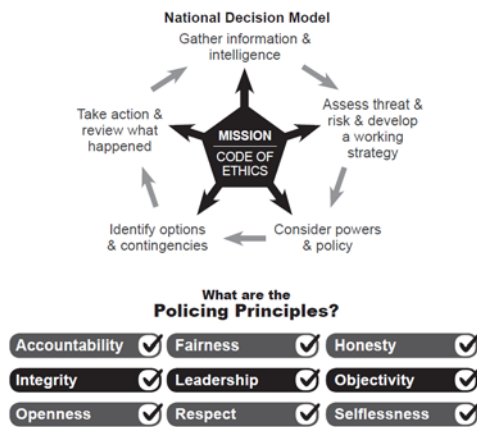 National Decision Model
Gather information &
intelligence
Assess threat &
risk & develop
a working
strategy
Consider powers
& policy
Identify options
& contingencies
Take action &
review what
happened
MISSION
CODE OF
ETHICS
What are the
Policing Principles?
Accountability
Fairness
Honesty
Integrity
Leadership
Objectivity
Openness
Respect
Selflessness